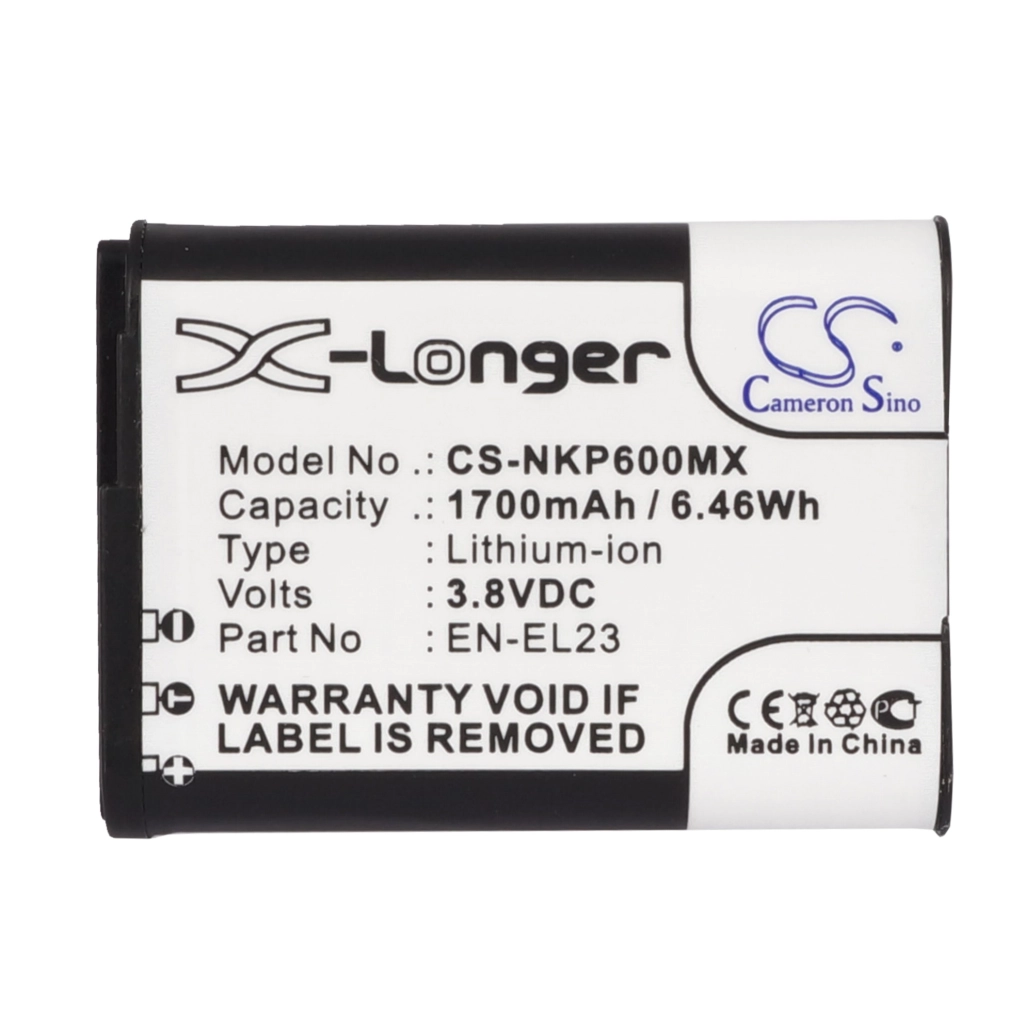 X-Longer
CS
®
Cameron Sino
Model No .: CS-NKP600MX
Capacity .: 1700mAh / 6.46Wh
Type : Lithium-ion
Volts : 3.8VDC
Part No : EN-EL23
WARRANTY VOID IF
LABEL IS REMOVED
CE PC
Made in China